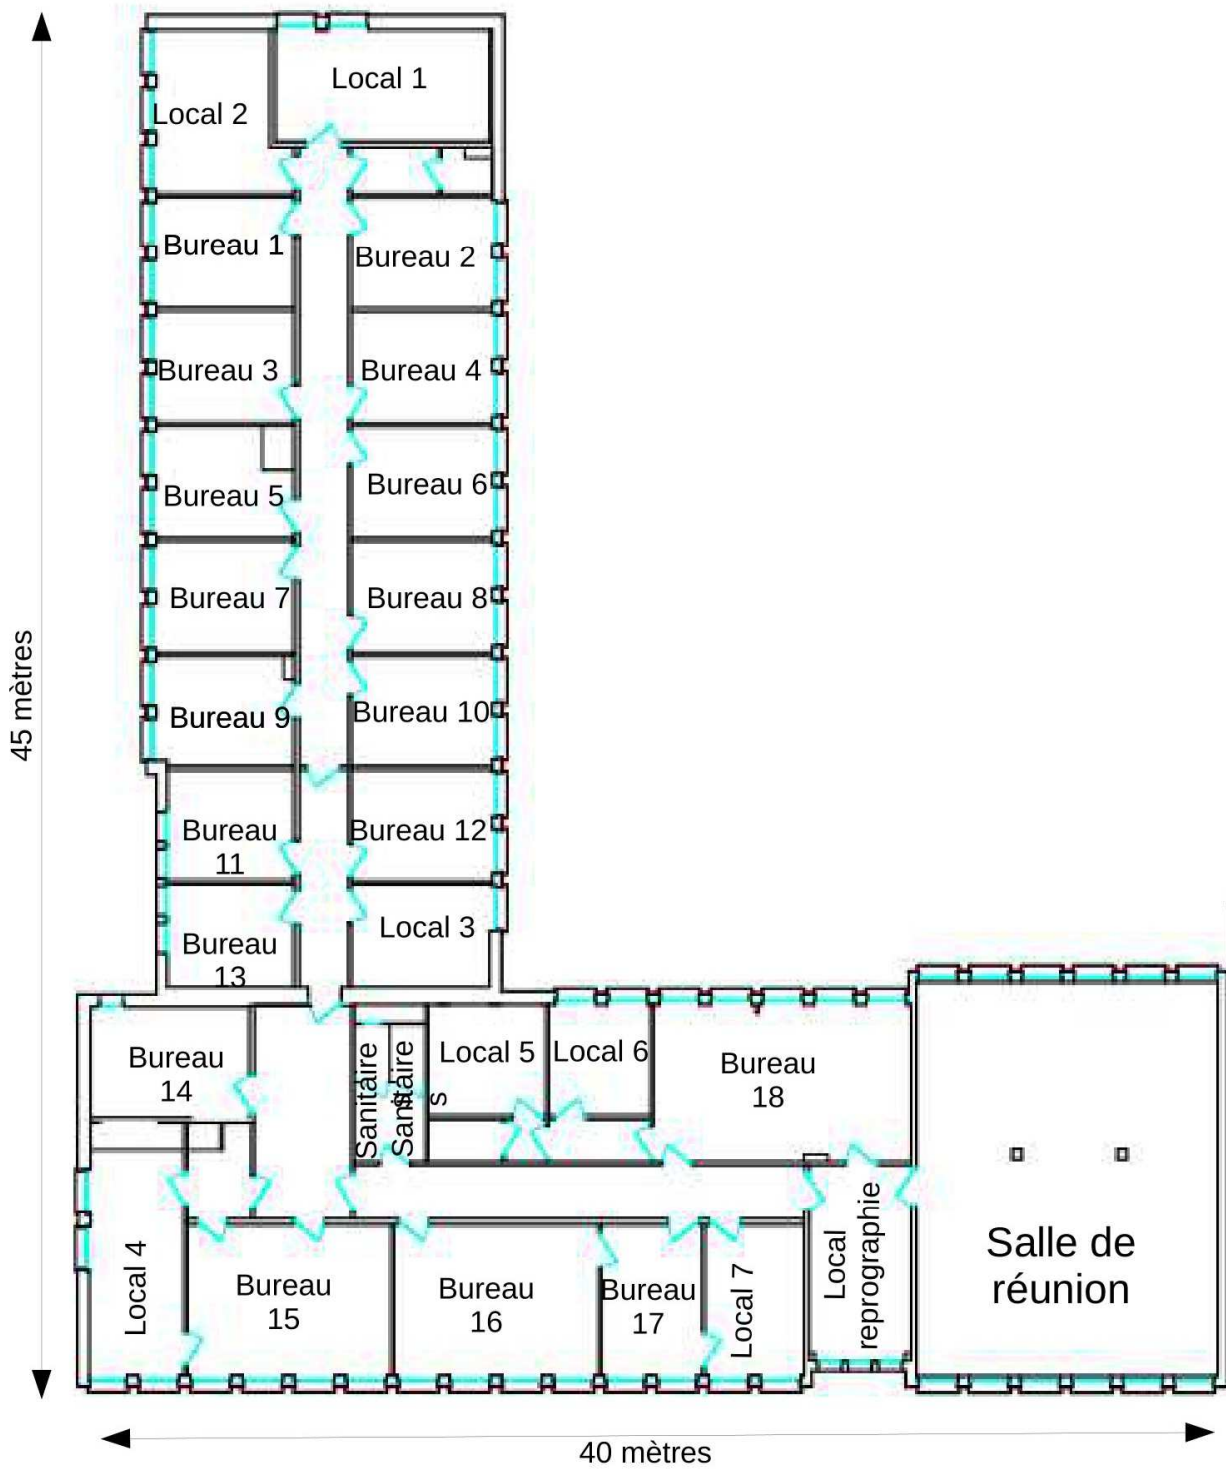 Local 1
Local 2
Bureau 1
Bureau 2
Bureau 3
Bureau 4
Bureau 5
Bureau 6
Bureau 7
Bureau 8
45 mètres
Bureau 9
Bureau 10
Bureau
11
Bureau 12
Bureau
13
Local 3
Bureau
14
Sanitaire
s
Sanitaire
s
Local 5
Local 6
Bureau
18
Local 4
Bureau
15
Bureau
16
Bureau
17
Local 7
Local
reprographie
Salle de
réunion
40 mètres